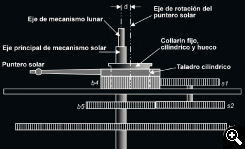 d
Eje de mecanismo lunar
Eje de rotación del
puntero solar
Eje principal de mecanismo solar
Collarín fijo,
cilíndrico y hueco
Puntero solar
Taladro cilíndrico
b4
s1
b5
s2